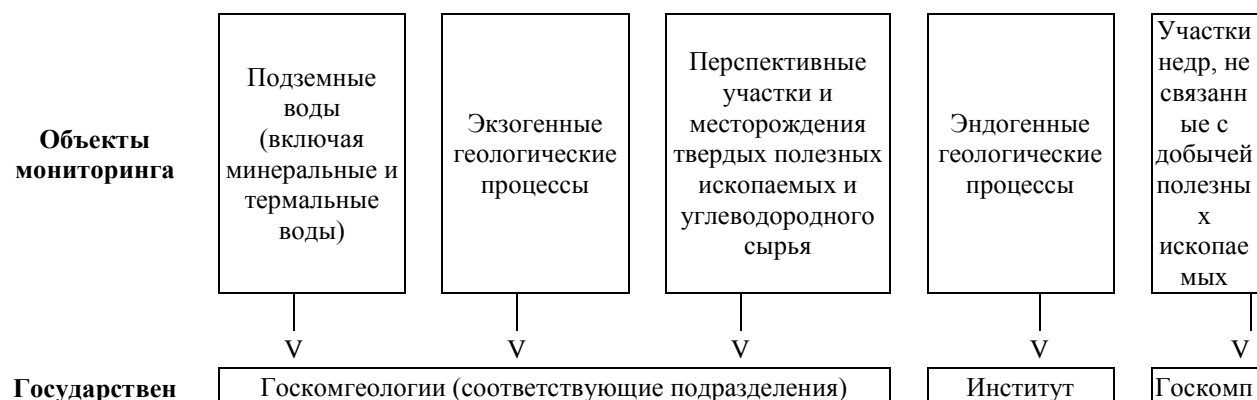 Объекты
мониторинга
Подземные
воды
(включая
минеральные и
термальные
воды)
Экзогенные
геологические
процессы
Перспективные
участки и
месторождения
твердых полезных
ископаемых и
углеводородного
сырья
Эндогенные
геологические
процессы
Участки
недр, не
связанн
ые с
добычей
полезны
х
ископае
мых
V V V V V
Государствен
Госкомгеологии (соответствующие подразделения)
Институт
Госкомп